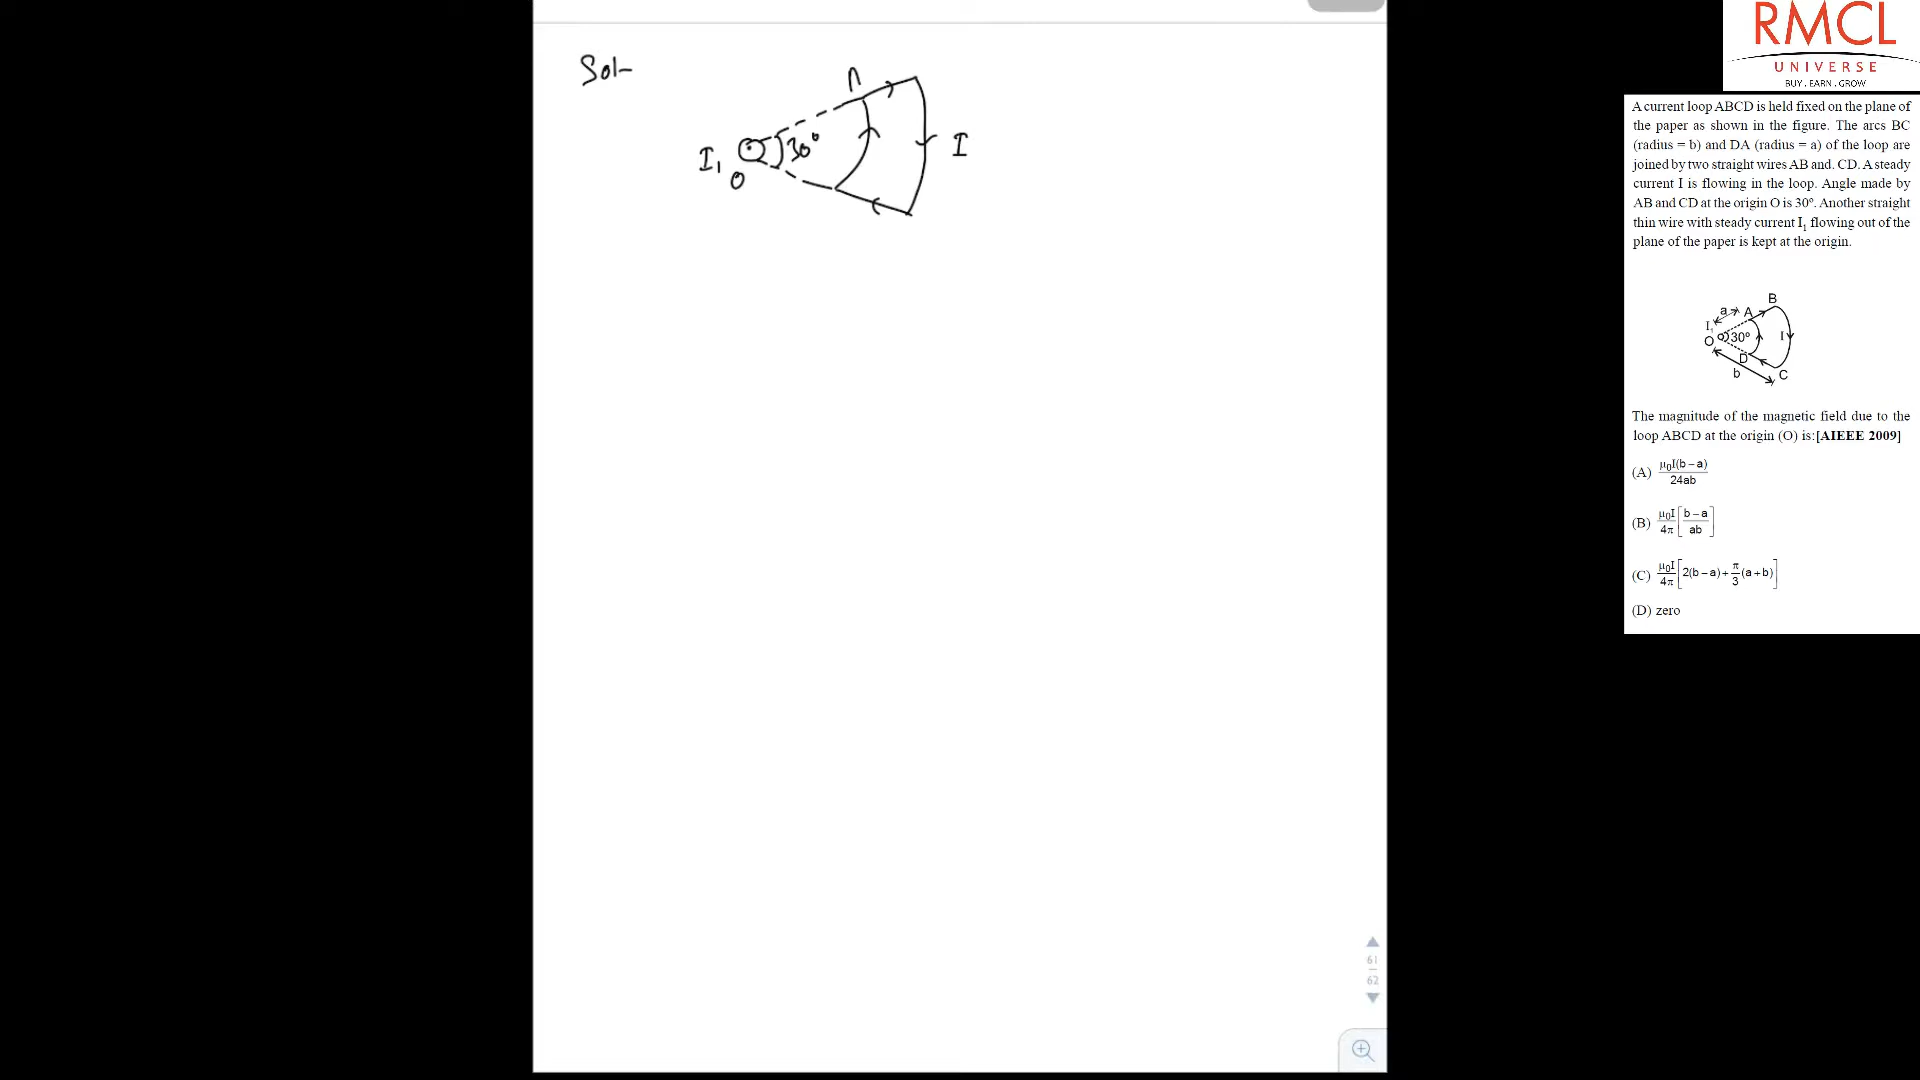 Sol-
A
30°
I₁
O
I
61
62
RMCL
UNIVERSE
BUY . EARN . GROW
A current loop ABCD is held fixed on the plane of
the paper as shown in the figure. The arcs BC
(radius = b) and DA (radius = a) of the loop are
joined by two straight wires AB and. CD. A steady
current I is flowing in the loop. Angle made by
AB and CD at the origin O is 30º. Another straight
thin wire with steady current I₁ flowing out of the
plane of the paper is kept at the origin.
B
a A
I₁
O 30º I
D
b C
The magnitude of the magnetic field due to the
loop ABCD at the origin (O) is:[AIEEE 2009]
(A) μ₀I(b – a) / 24ab
(B) μ₀I / 4π [b – a / ab]
(C) μ₀I / 4π [2(b – a) + π/3 (a + b)]
(D) zero